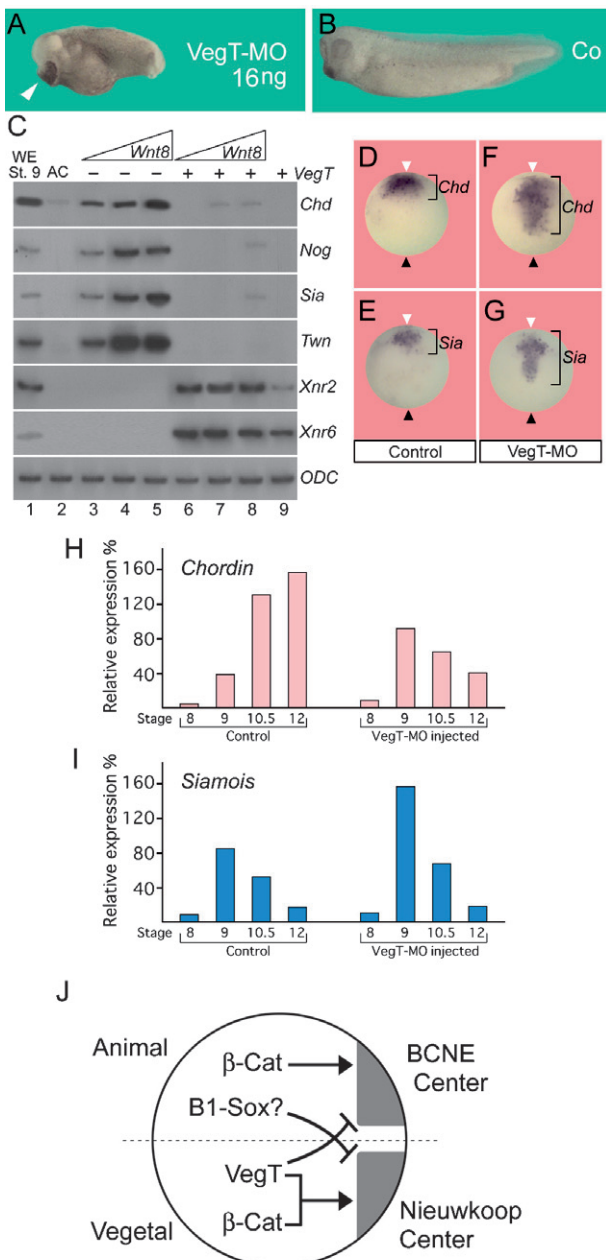 A
VegT-MO
16ng
B
Co
C
WE
St. 9 AC
Wnt8
Wnt8
– – – + + + + VegT
Chd
Nog
Sia
Twn
Xnr2
Xnr6
ODC
1 2 3 4 5 6 7 8 9
D
Chd
F
Chd
E
Sia
G
Sia
Control
VegT-MO
H
Relative expression %
160
120
80
40
Chordin
Stage 8 9 10.5 12 8 9 10.5 12
Control
VegT-MO injected
I
Relative expression %
160
120
80
40
Siamois
Stage 8 9 10.5 12 8 9 10.5 12
Control
VegT-MO injected
J
Animal
β-Cat
BCNE
Center
B1-Sox?
VegT
β-Cat
Vegetal
Nieuwkoop
Center